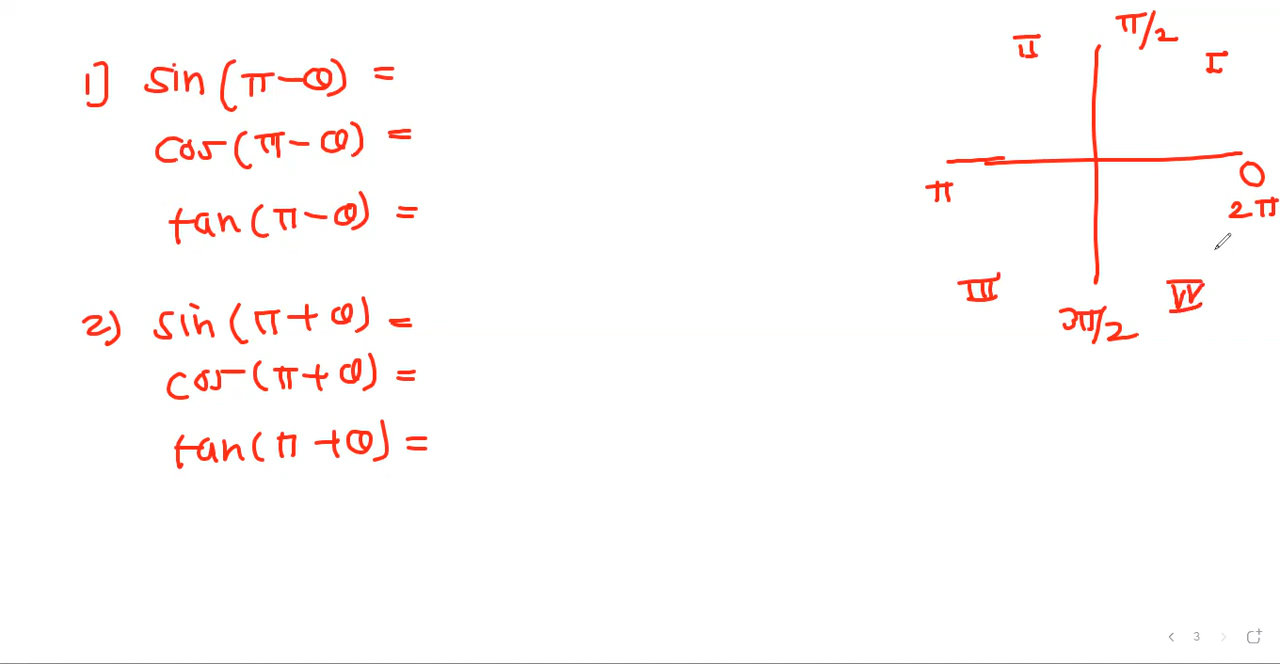 1] sin(π-θ) =
cos(π-θ) =
tan(π-θ) =
2) sin(π+θ) =
cos(π+θ) =
tan(π+θ) =
π/2
II
I
π
0
2π
III
IV
3π/2
3